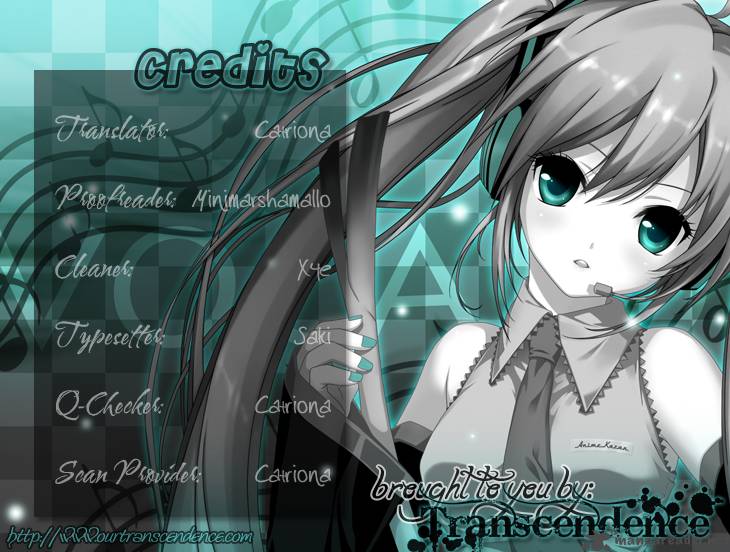 Credits
Translator: Catriona
Proofreader: Minimarshamallo
Cleaner: Xye
Typesetter: Saki
Q-Checker: Catriona
Scan Provider: Catriona
AnimeKazan
brought to you by:
Transcendence
http://www.ourtranscendence.com